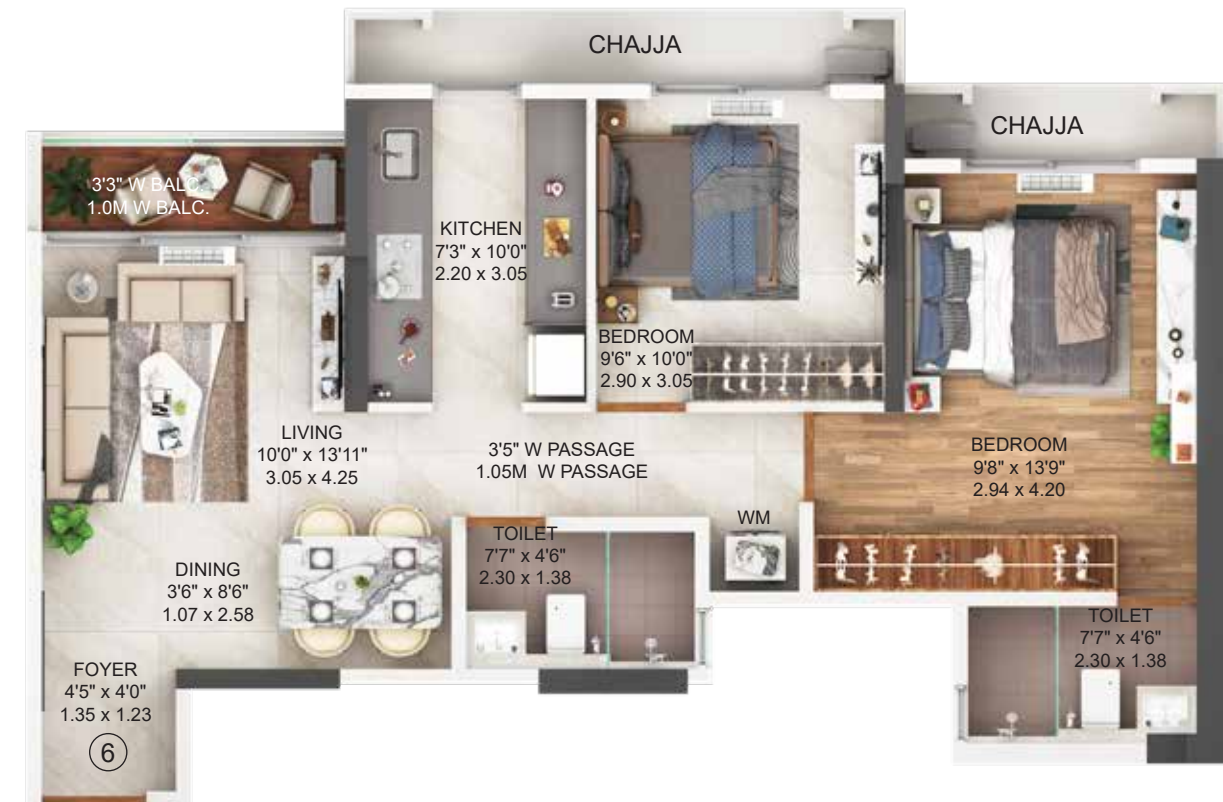 CHAJJA
CHAJJA
3'3" W BALC.
1.0M W BALC.
KITCHEN
7'3" x 10'0"
2.20 x 3.05
BEDROOM
9'6" x 10'0"
2.90 x 3.05
LIVING
10'0" x 13'11"
3.05 x 4.25
3'5" W PASSAGE
1.05M W PASSAGE
BEDROOM
9'8" x 13'9"
2.94 x 4.20
WM
TOILET
7'7" x 4'6"
2.30 x 1.38
DINING
3'6" x 8'6"
1.07 x 2.58
TOILET
7'7" x 4'6"
2.30 x 1.38
FOYER
4'5" x 4'0"
1.35 x 1.23
6